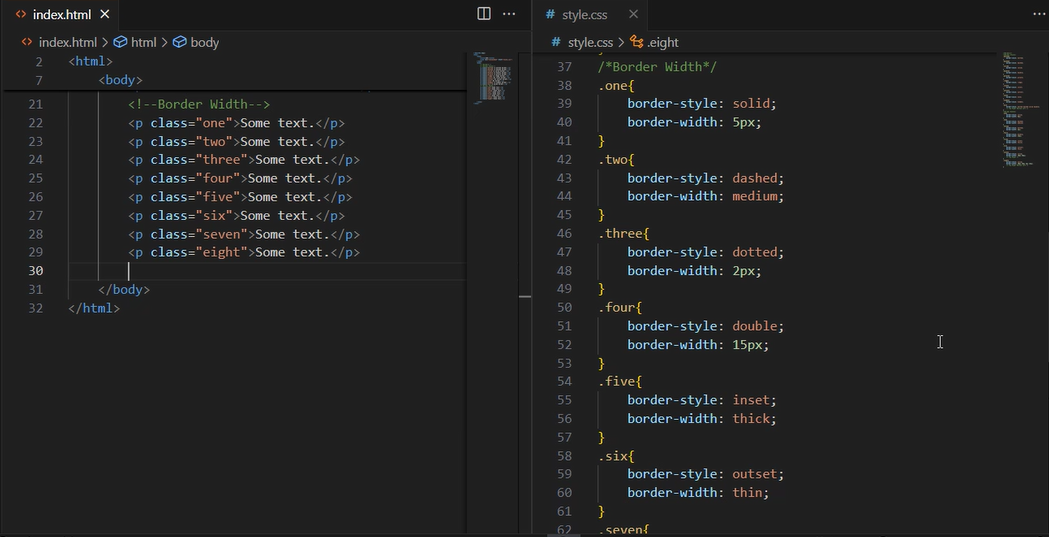 index.html
index.html > html > body
2 <html>
7 <body>
21 <!--Border Width-->
22 <p class="one">Some text.</p>
23 <p class="two">Some text.</p>
24 <p class="three">Some text.</p>
25 <p class="four">Some text.</p>
26 <p class="five">Some text.</p>
27 <p class="six">Some text.</p>
28 <p class="seven">Some text.</p>
29 <p class="eight">Some text.</p>
30
31 </body>
32 </html>
# style.css
# style.css > .eight
37 /*Border Width*/
38 .one{
39 border-style: solid;
40 border-width: 5px;
41 }
42 .two{
43 border-style: dashed;
44 border-width: medium;
45 }
46 .three{
47 border-style: dotted;
48 border-width: 2px;
49 }
50 .four{
51 border-style: double;
52 border-width: 15px;
53 }
54 .five{
55 border-style: inset;
56 border-width: thick;
57 }
58 .six{
59 border-style: outset;
60 border-width: thin;
61 }
62 .seven{